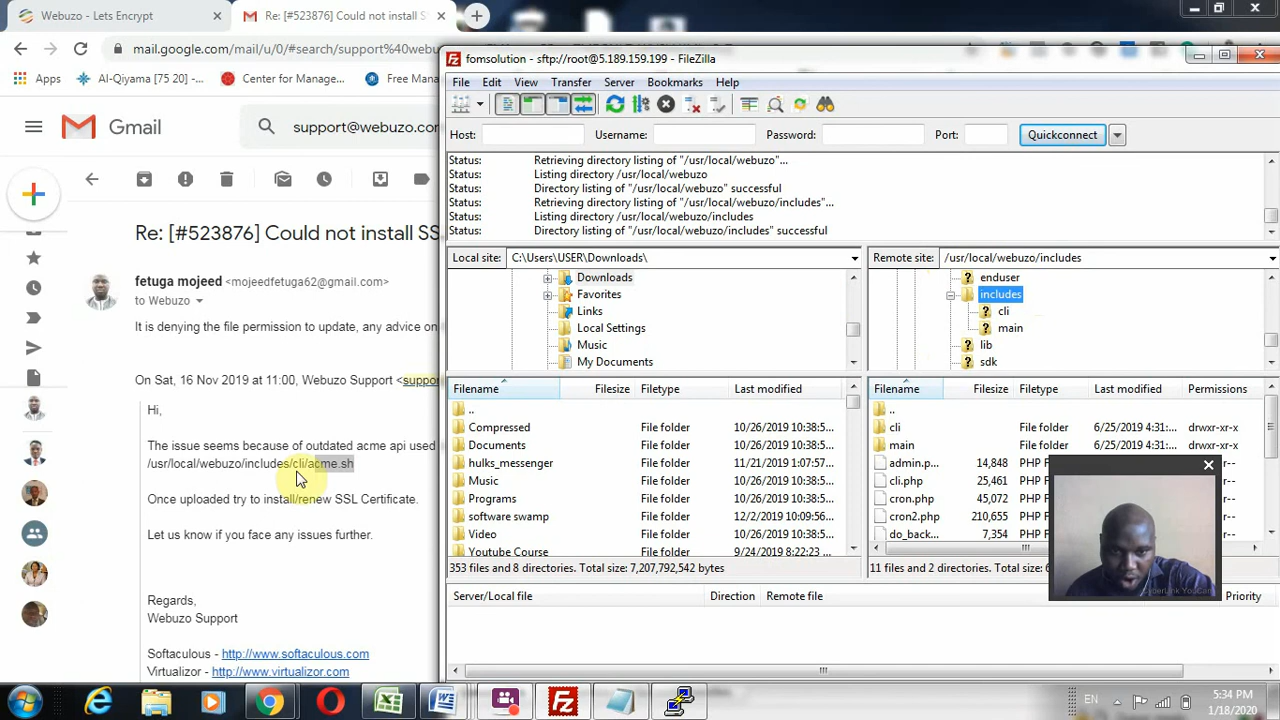 Webuzo - Lets Encrypt
Re: [#523876] Could not install S
mail.google.com/mail/u/0/#search/support%40webu
Apps
Al-Qiyama [75 20] -...
Center for Manage...
Free Mana
Gmail
support@webuzo.com
Re: [#523876] Could not install SS
fetuga mojeed <mojeedfetuga62@gmail.com>
to Webuzo
It is denying the file permission to update, any advice on
On Sat, 16 Nov 2019 at 11:00, Webuzo Support <suppor
Hi,
The issue seems because of outdated acme api used
/usr/local/webuzo/includes/cli/acme.sh
Once uploaded try to install/renew SSL Certificate.
Let us know if you face any issues further.
Regards,
Webuzo Support
Softaculous - http://www.softaculous.com
Virtualizor - http://www.virtualizor.com
fomsolution - sftp://root@5.189.159.199 - FileZilla
File Edit View Transfer Server Bookmarks Help
Host: Username: Password: Port: Quickconnect
Status: Retrieving directory listing of "/usr/local/webuzo"...
Status: Listing directory /usr/local/webuzo
Status: Directory listing of "/usr/local/webuzo" successful
Status: Retrieving directory listing of "/usr/local/webuzo/includes"...
Status: Listing directory /usr/local/webuzo/includes
Status: Directory listing of "/usr/local/webuzo/includes" successful
Local site: C:\Users\USER\Downloads\
Downloads
Favorites
Links
Local Settings
Music
My Documents
Filename Filesize Filetype Last modified
..
Compressed File folder 10/26/2019 10:38:5...
Documents File folder 10/26/2019 10:38:5...
hulks_messenger File folder 10/26/2019 10:38:5...
Music File folder 10/26/2019 10:38:5...
Programs File folder 10/26/2019 10:38:5...
software swamp File folder 12/2/2019 10:09:56...
Video File folder 10/26/2019 10:38:5...
Youtube Course File folder 9/24/2019 8:22:23
353 files and 8 directories. Total size: 7,207,792,542 bytes
Remote site: /usr/local/webuzo/includes
enduser
includes
cli
main
lib
sdk
Filename Filesize Filetype Last modified Permissions
..
cli File folder 6/25/2019 4:31:... drwxr-xr-x
main File folder 6/25/2019 4:31:... drwxr-xr-x
admin.p... 14,848 PHP F
cli.php 25,461 PHP F
cron.php 45,072 PHP F
cron2.php 210,655 PHP F
do_back... 7,354 PHP F
11 files and 2 directories. Total size: 6
CyberLink YouCam
Server/Local file Direction Remote file Priority
EN
5:34 PM
1/18/2020